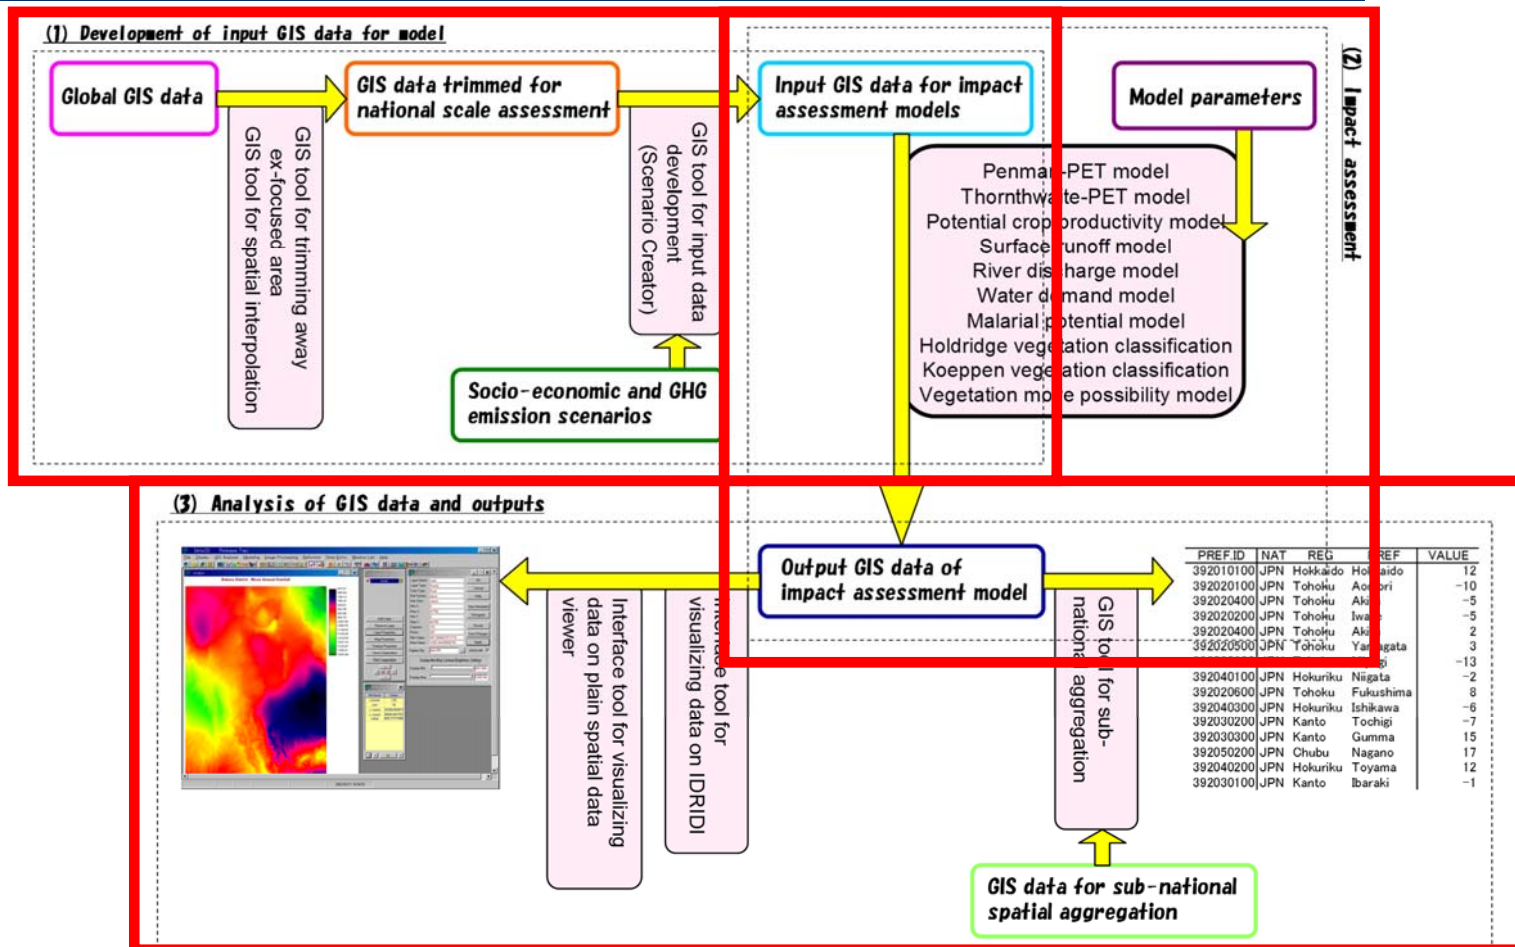 (1) Development of input GIS data for model
Global GIS data
GIS data trimmed for
national scale assessment
Input GIS data for impact
assessment models
Model parameters
(2) Impact assessment
GIS tool for trimming away
ex-focused area
GIS tool for spatial interpolation
GIS tool for input data
development
(Scenario Creator)
Socio-economic and GHG
emission scenarios
Penman-PET model
Thornthwaite-PET model
Potential crop productivity model
Surface runoff model
River discharge model
Water demand model
Malarial potential model
Holdridge vegetation classification
Koeppen vegetation classification
Vegetation move possibility model
(3) Analysis of GIS data and outputs
Output GIS data of
impact assessment model
Interface tool for visualizing
data on plain spatial data
viewer
Interface tool for
visualizing data on IDRIDI
GIS tool for sub-
national aggregation
GIS data for sub-national
spatial aggregation
PREF.ID NAT REG PREF VALUE
392010100 JPN Hokkaido Hokkaido 12
392020100 JPN Tohoku Aomori -10
392020400 JPN Tohoku Akita -5
392020200 JPN Tohoku Iwate -5
392020400 JPN Tohoku Akita 2
392020500 JPN Tohoku Yamagata 3
-13
392040100 JPN Hokuriku Niigata -2
392020600 JPN Tohoku Fukushima 8
392040300 JPN Hokuriku Ishikawa -6
392030200 JPN Kanto Tochigi -7
392030300 JPN Kanto Gumma 15
392050200 JPN Chubu Nagano 17
392040200 JPN Hokuriku Toyama 12
392030100 JPN Kanto Ibaraki -1